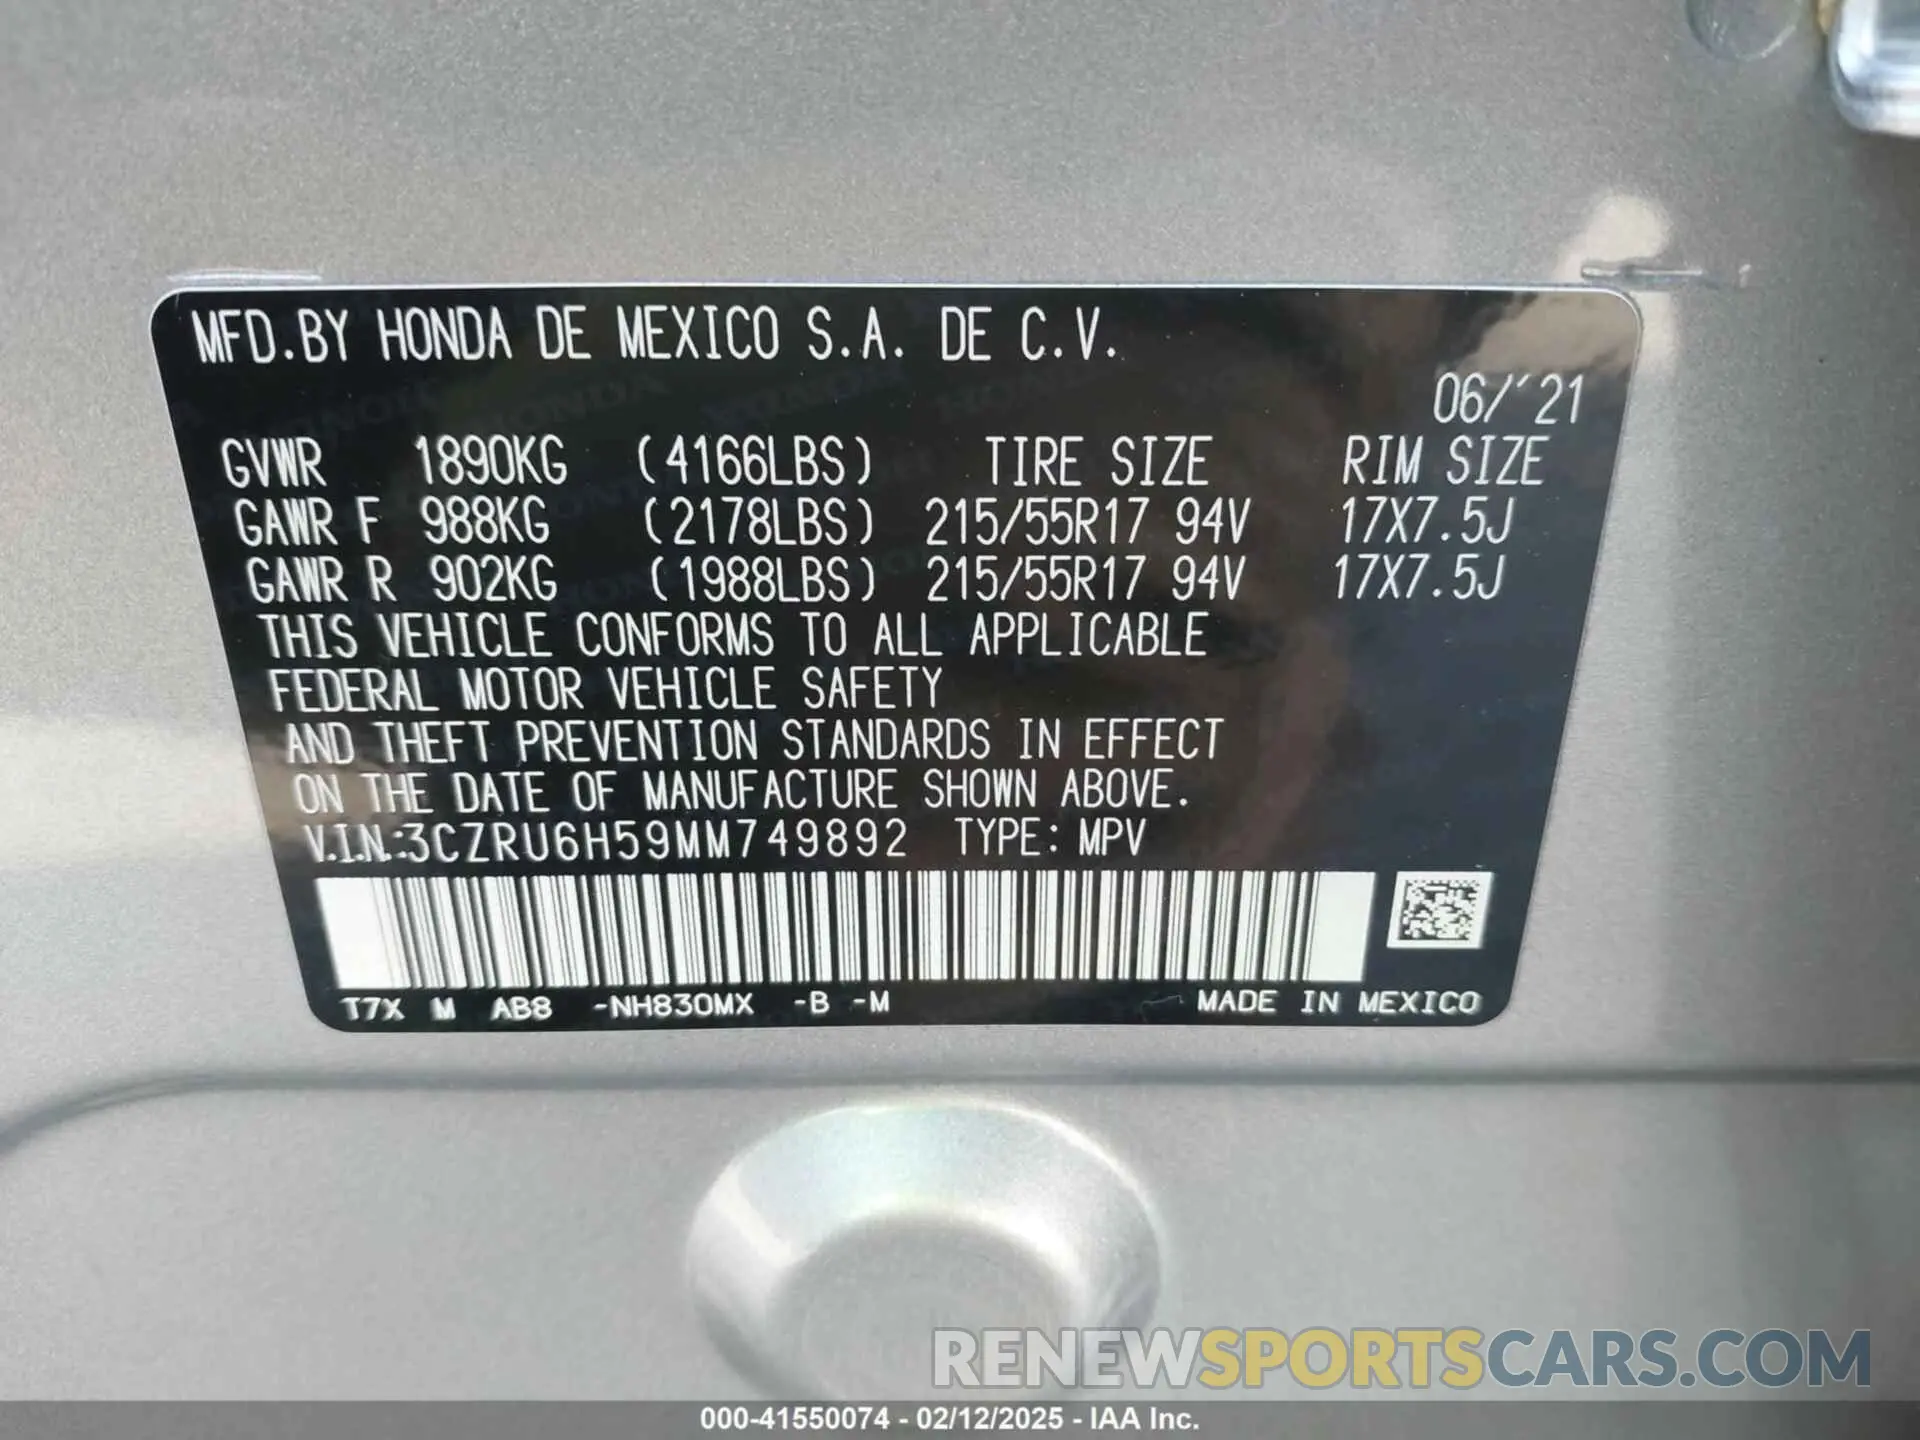 MFD.BY HONDA DE MEXICO S.A. DE C.V.
06/'21
GVWR 1890KG (4166LBS) TIRE SIZE RIM SIZE
GAWR F 988KG (2178LBS) 215/55R17 94V 17X7.5J
GAWR R 902KG (1988LBS) 215/55R17 94V 17X7.5J
THIS VEHICLE CONFORMS TO ALL APPLICABLE
FEDERAL MOTOR VEHICLE SAFETY
AND THEFT PREVENTION STANDARDS IN EFFECT
ON THE DATE OF MANUFACTURE SHOWN ABOVE.
V.I.N.:3CZRU6H59MM749892 TYPE: MPV
T7X M AB8 -NH830MX -B -M MADE IN MEXICO
RENEWSPORTSCARS.COM
000-41550074 - 02/12/2025 - IAA Inc.